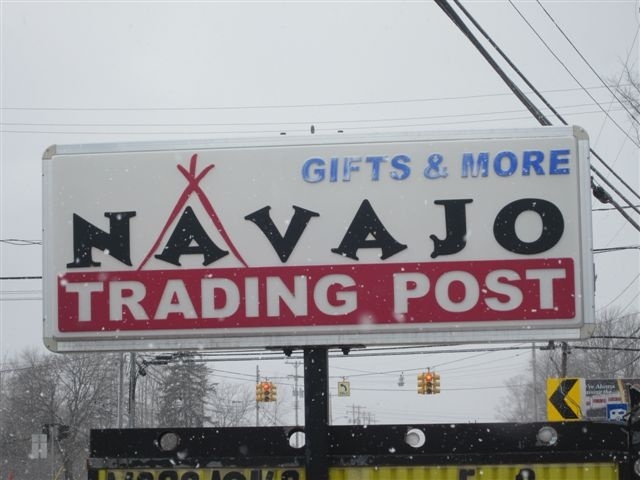 GIFTS & MORE
NAVAJO
TRADING POST